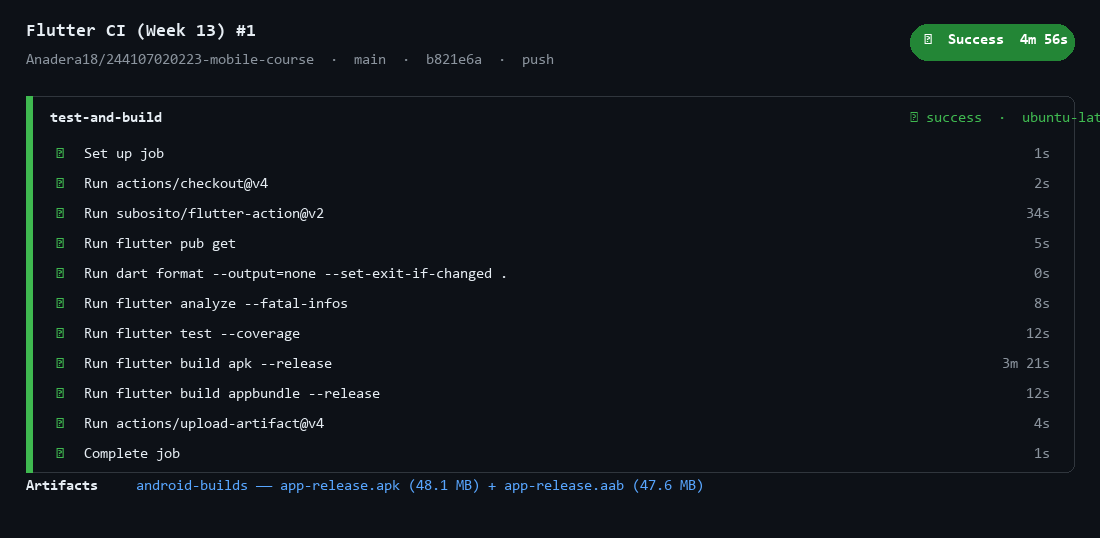 Flutter CI (Week 13) #1
Success 4m 56s
Anadera18/244107020223-mobile-course · main · b821e6a · push
test-and-build
success · ubuntu-lat
Set up job 1s
Run actions/checkout@v4 2s
Run subosito/flutter-action@v2 34s
Run flutter pub get 5s
Run dart format --output=none --set-exit-if-changed . 0s
Run flutter analyze --fatal-infos 8s
Run flutter test --coverage 12s
Run flutter build apk --release 3m 21s
Run flutter build appbundle --release 12s
Run actions/upload-artifact@v4 4s
Complete job 1s
Artifacts android-builds — app-release.apk (48.1 MB) + app-release.aab (47.6 MB)